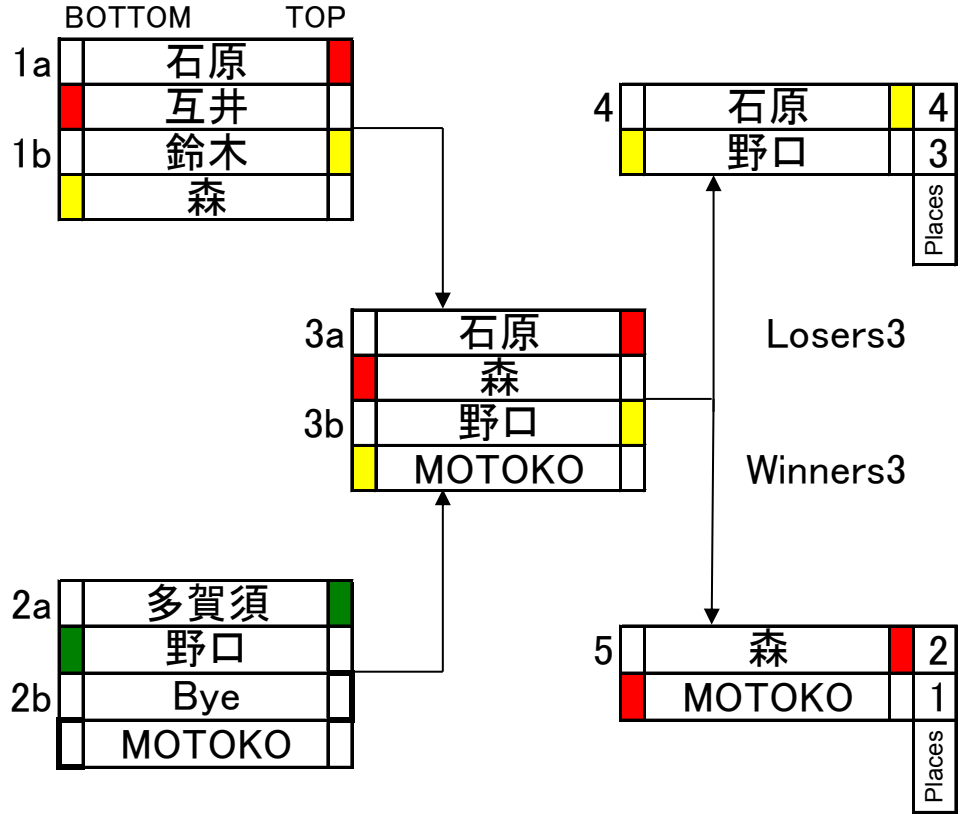 BOTTOM TOP
1a 石原
互井
1b 鈴木
森
4 石原 4
野口 3
Places
3a 石原
森
3b 野口
MOTOKO
Losers3
Winners3
2a 多賀須
野口
2b Bye
MOTOKO
5 森 2
MOTOKO 1
Places